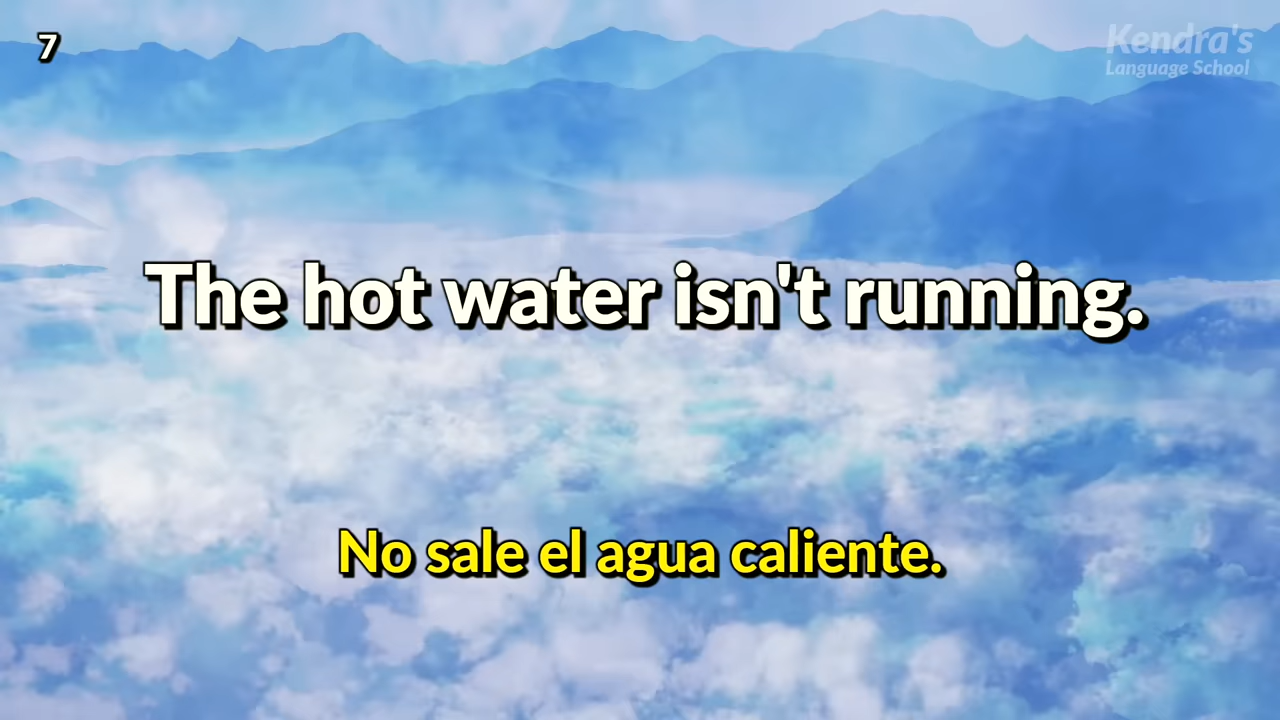 7
Kendra's
Language School
The hot water isn't running.
No sale el agua caliente.